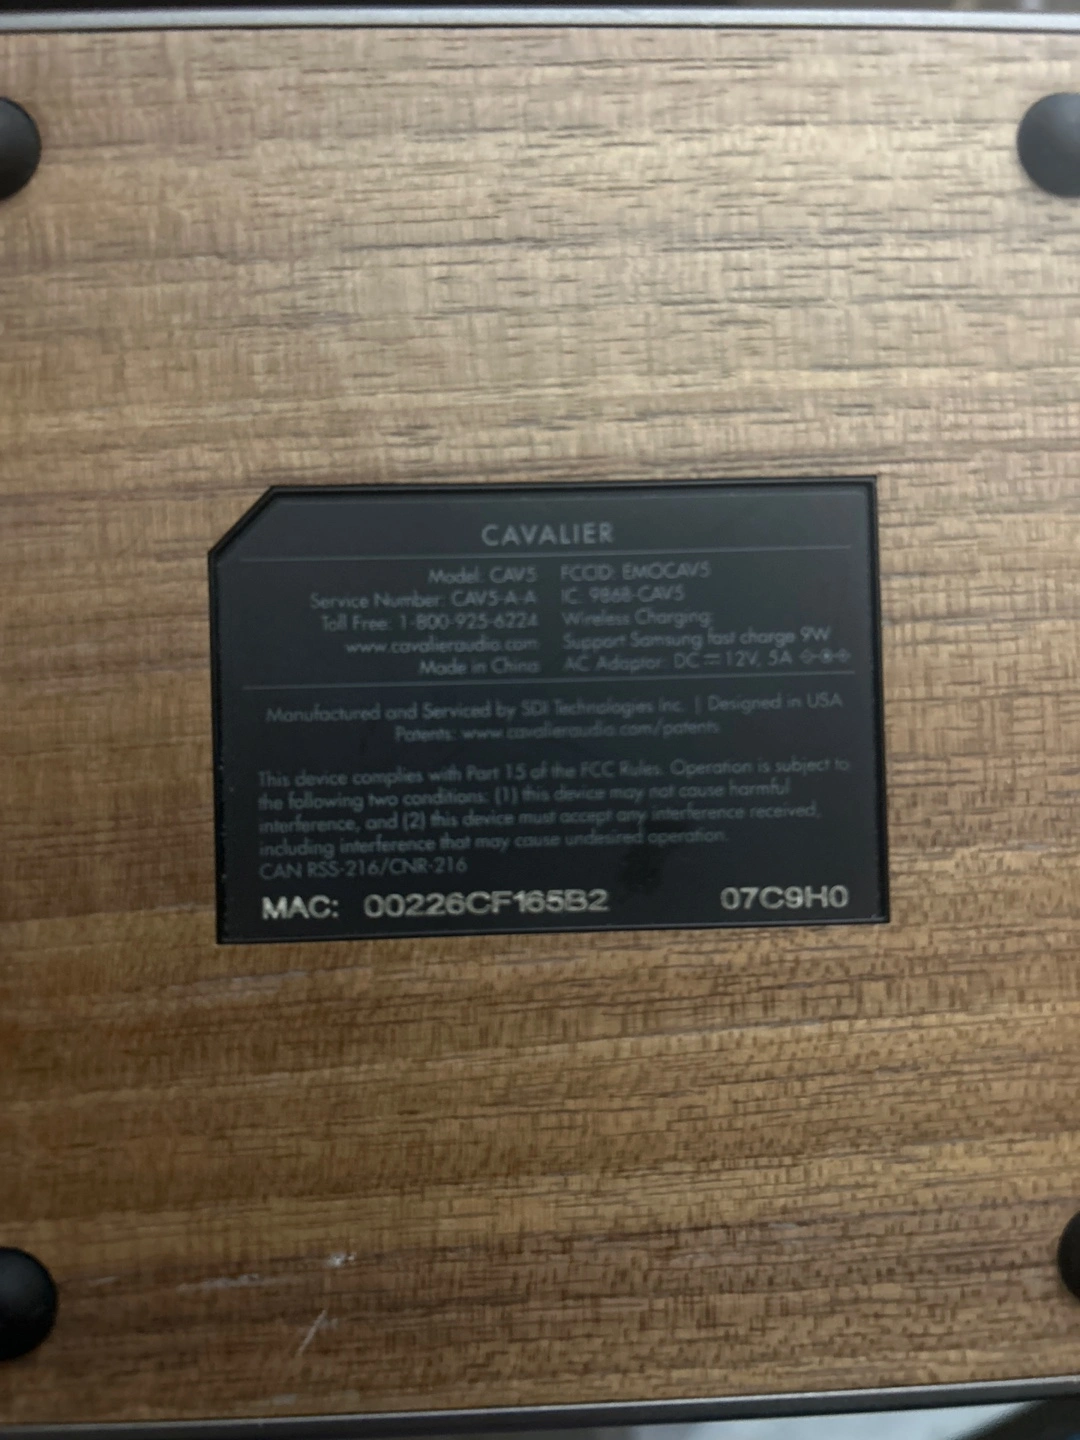 CAVALIER
Model: CAV5
Service Number: CAV5-A-A
Toll Free: 1-800-925-6224
www.cavalieraudio.com
Made in China
FCCID: EMOCAV5
IC: 986B-CAV5
Wireless Charging:
Support Samsung fast charge 9W
AC Adaptor: DC⎓12V, 5A
Manufactured and Serviced by SDI Technologies Inc. | Designed in USA
Patents: www.cavalieraudio.com/patents
This device complies with Part 15 of the FCC Rules. Operation is subject to
the following two conditions: (1) this device may not cause harmful
interference, and (2) this device must accept any interference received,
including interference that may cause undesired operation.
CAN RSS-216/CNR-216
MAC: 00226CF165B2
07C9H0